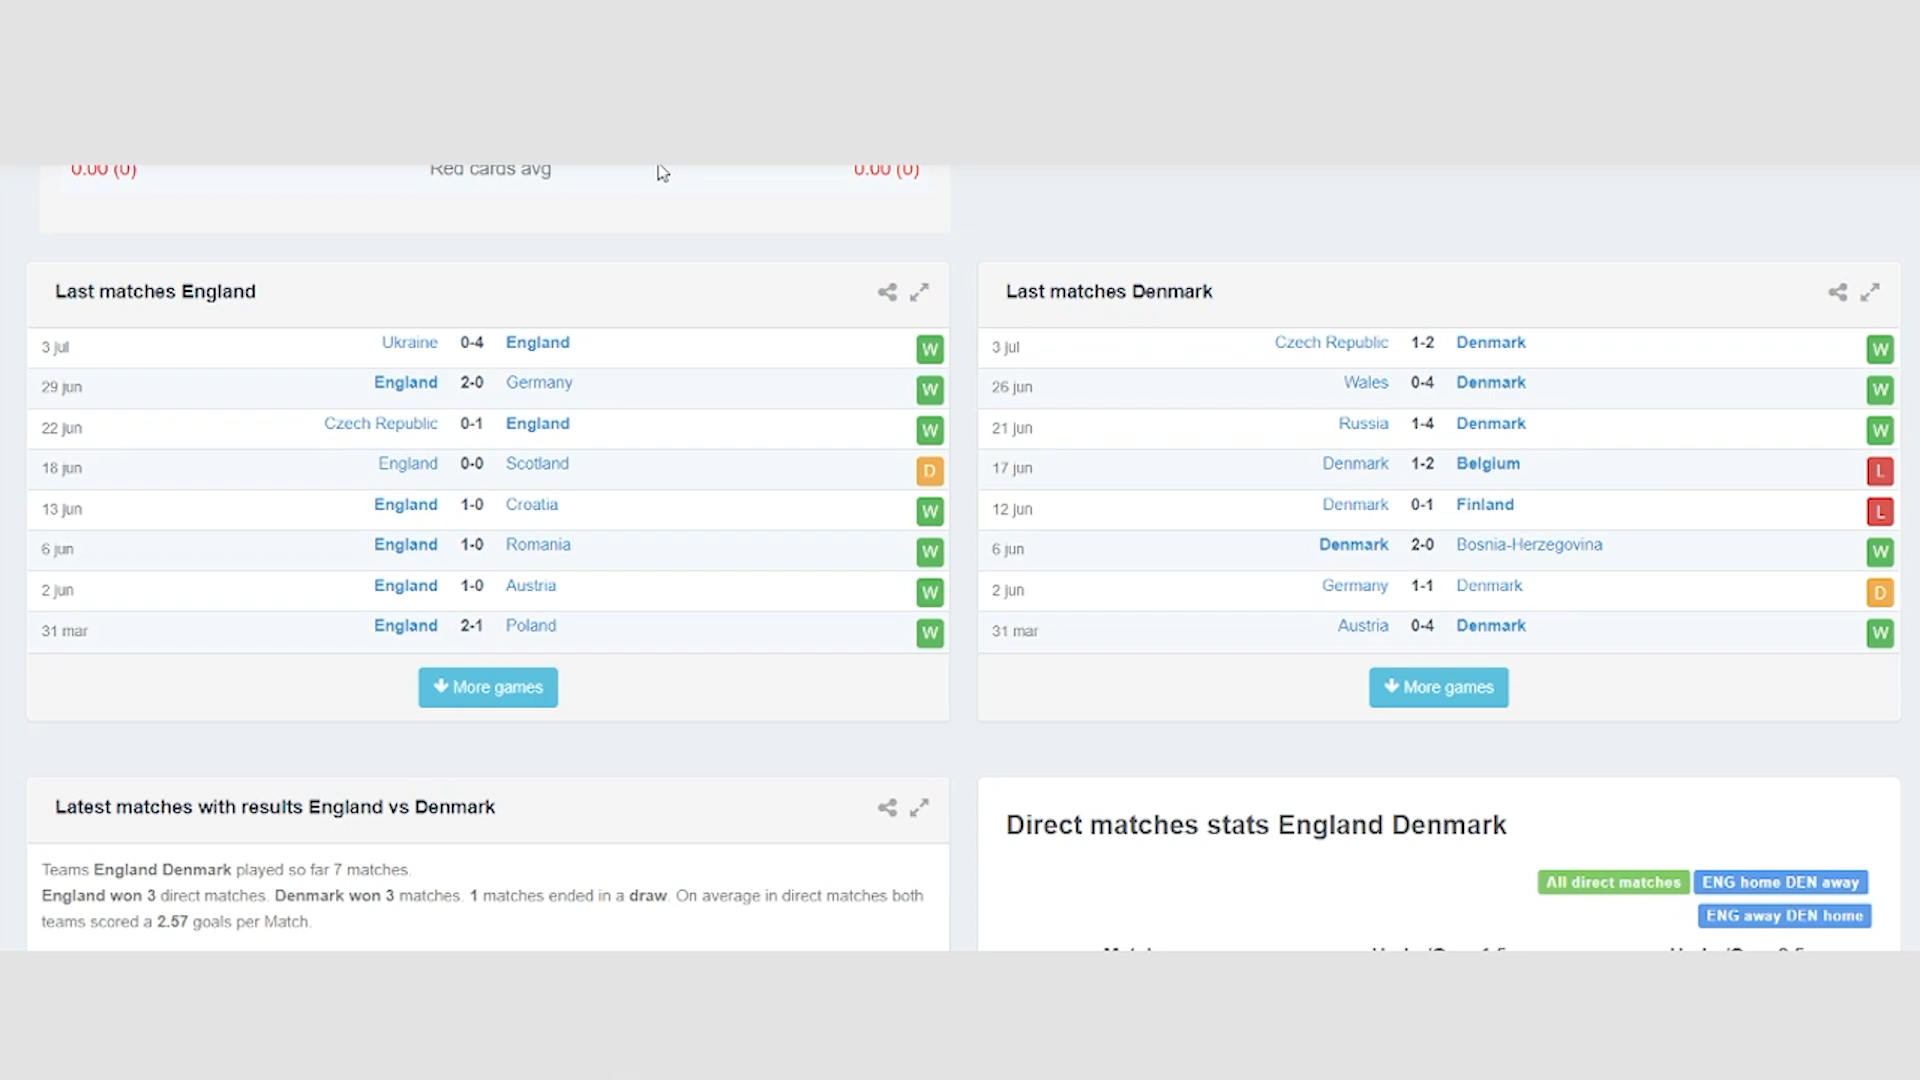 0.00 (0) Red cards avg 0.00 (0)
Last matches England
3 jul Ukraine 0-4 England W
29 jun England 2-0 Germany W
22 jun Czech Republic 0-1 England W
18 jun England 0-0 Scotland D
13 jun England 1-0 Croatia W
6 jun England 1-0 Romania W
2 jun England 1-0 Austria W
31 mar England 2-1 Poland W
More games
Last matches Denmark
3 jul Czech Republic 1-2 Denmark W
26 jun Wales 0-4 Denmark W
21 jun Russia 1-4 Denmark W
17 jun Denmark 1-2 Belgium L
12 jun Denmark 0-1 Finland L
6 jun Denmark 2-0 Bosnia-Herzegovina W
2 jun Germany 1-1 Denmark D
31 mar Austria 0-4 Denmark W
More games
Latest matches with results England vs Denmark
Teams England Denmark played so far 7 matches.
England won 3 direct matches. Denmark won 3 matches. 1 matches ended in a draw. On average in direct matches both
teams scored a 2.57 goals per Match.
Direct matches stats England Denmark
All direct matches ENG home DEN away
ENG away DEN home